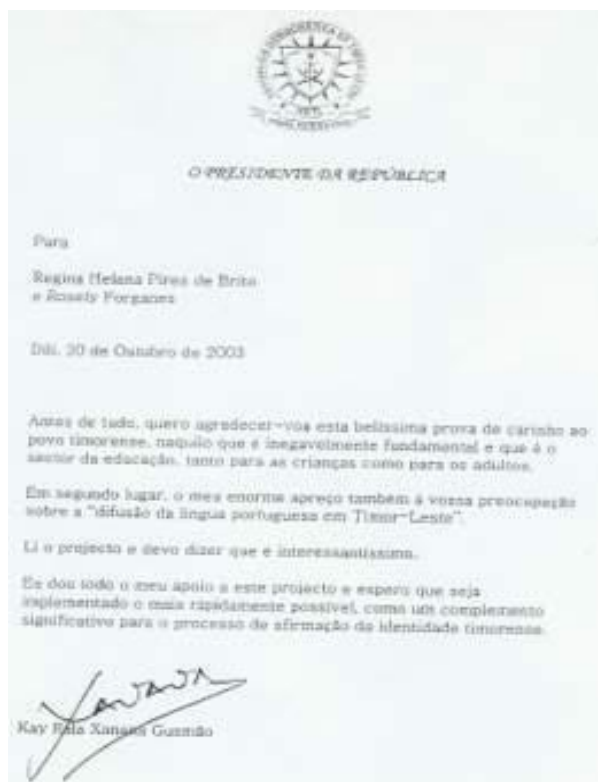 O PRESIDENTE DA REPÚBLICA
Para
Regina Helena Pires de Brito
e Rosely Forganes
Dili, 30 de Outubro de 2003
Antes de tudo, quero agradecer-vos esta belíssima prova de carinho ao
povo timorense, naquilo que é inegavelmente fundamental e que é o
sector da educação, tanto para as crianças como para os adultos.
Em segundo lugar, o meu enorme apreço também à vossa preocupação
sobre a "difusão da língua portuguesa em Timor-Leste".
Li o projecto e devo dizer que é interessantíssimo.
Eu dou todo o meu apoio a este projecto e espero que seja
implementado o mais rapidamente possível, como um complemento
significativo para o processo de afirmação da identidade timorense.
Xanana
Kay Rala Xanana Gusmão